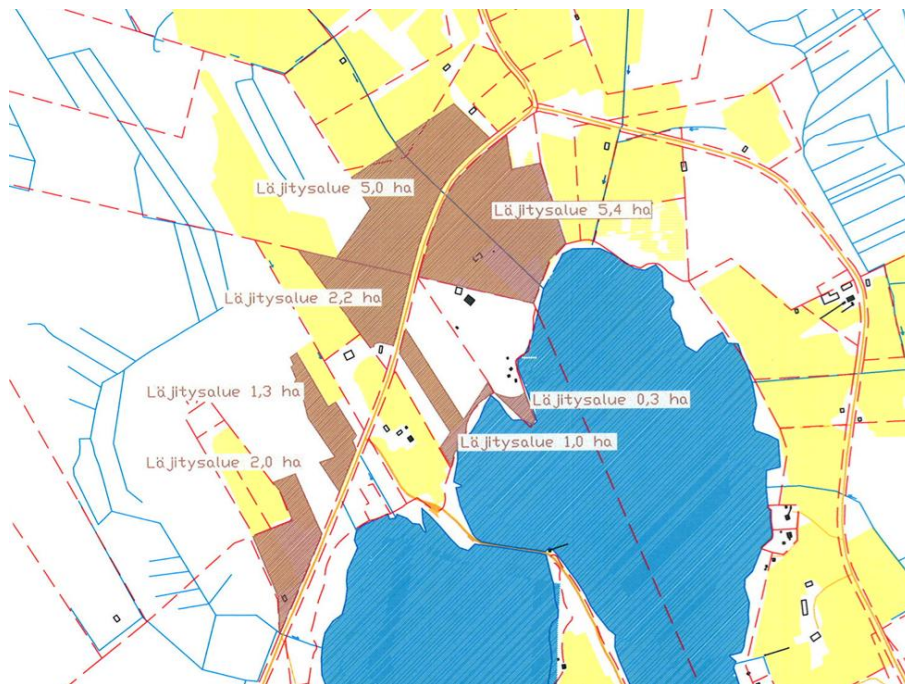 Läjitysalue 5,0 ha
Läjitysalue 5,4 ha
Läjitysalue 2,2 ha
Läjitysalue 1,3 ha
Läjitysalue 0,3 ha
Läjitysalue 1,0 ha
Läjitysalue 2,0 ha